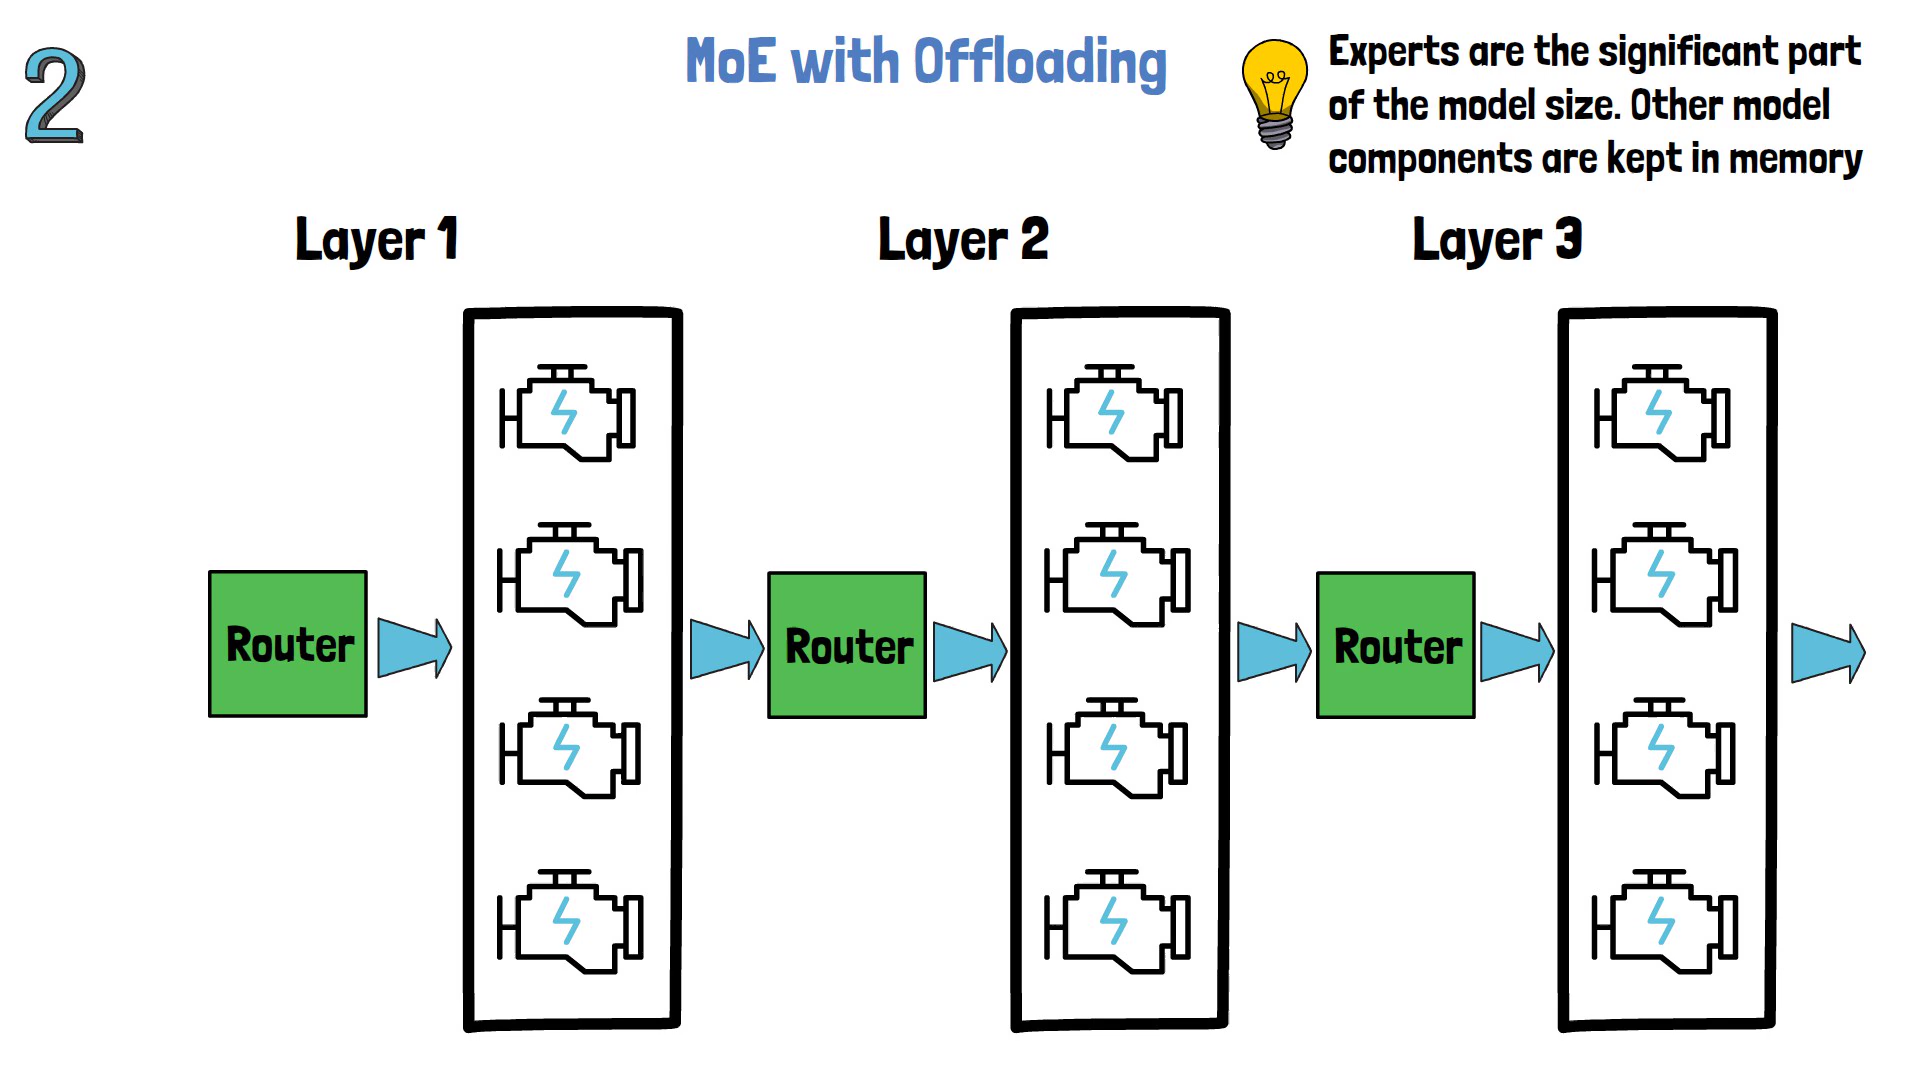 2
MoE with Offloading
Experts are the significant part
of the model size. Other model
components are kept in memory
Layer 1
Layer 2
Layer 3
Router
Router
Router